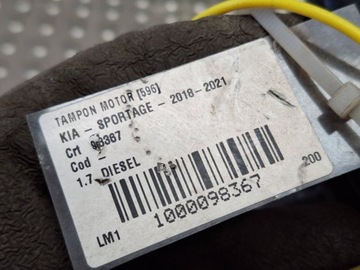 TAMPON MOTOR [596]
KIA - SPORTAGE - 2018-2021
Crt 98367
Cod -
1.7 DIESEL
1000098367
LM1
200